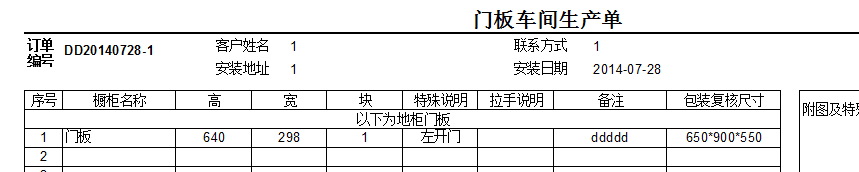 门板车间生产单
订单编号 DD20140728-1 客户姓名 1 联系方式 1
安装地址 1 安装日期 2014-07-28
序号 橱柜名称 高 宽 块 特殊说明 拉手说明 备注 包装复核尺寸
附图及特
以下为地柜门板
1 门板 640 298 1 左开门 ddddd 650*900*550
2